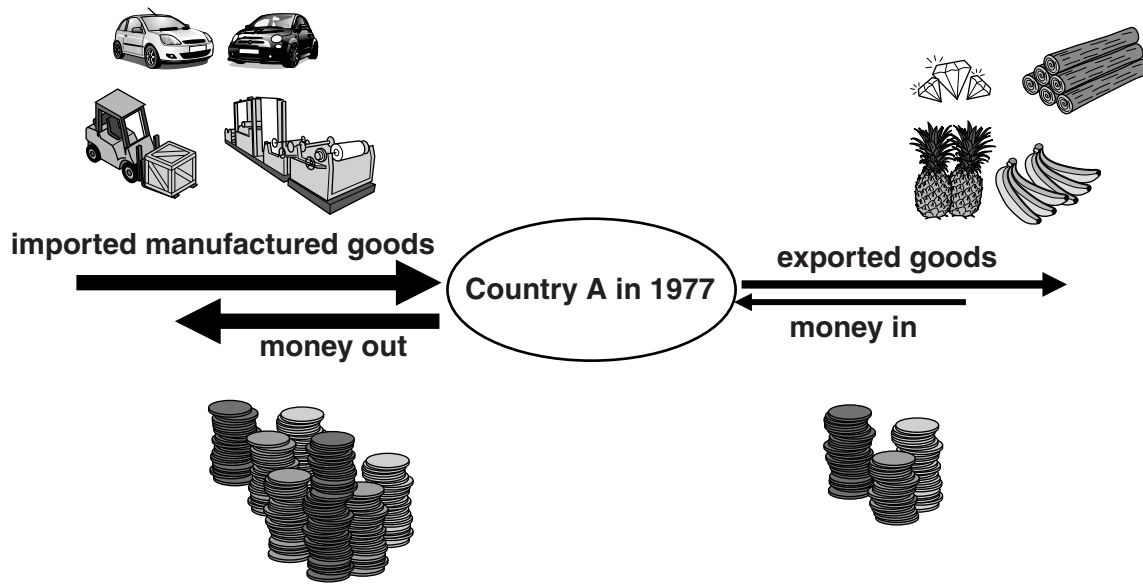 imported manufactured goods
money out
Country A in 1977
exported goods
money in